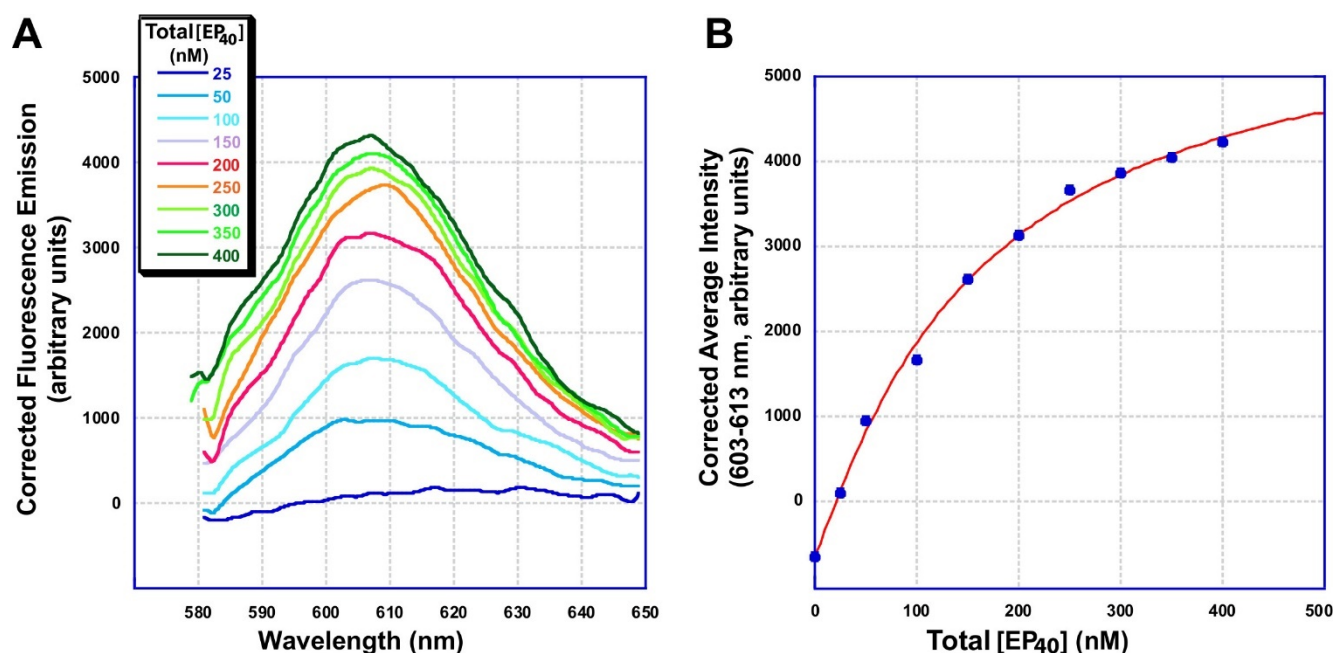 A
Total [EP40]
(nM)
25
50
100
150
200
250
300
350
400
5000
4000
3000
2000
1000
0
Corrected Fluorescence Emission
(arbitrary units)
580 590 600 610 620 630 640 650
Wavelength (nm)
B
5000
4000
3000
2000
1000
0
Corrected Average Intensity
(603-613 nm, arbitrary units)
0 100 200 300 400 500
Total [EP40] (nM)